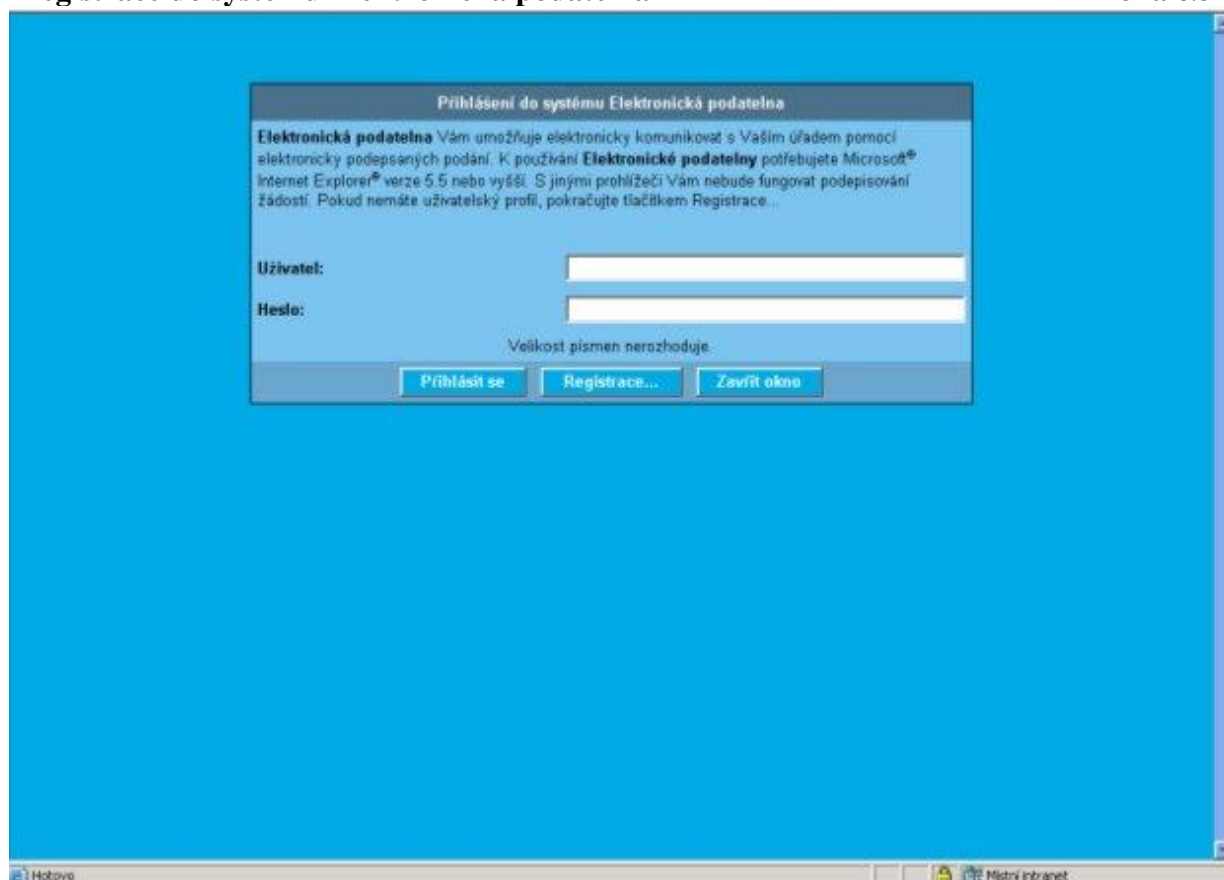 Přihlášení do systému Elektronická podatelna
Elektronická podatelna Vám umožňuje elektronicky komunikovat s Vaším úřadem pomocí
elektronicky podepsaných podání. K používání Elektronické podatelny potřebujete Microsoft®
Internet Explorer® verze 5.5 nebo vyšší. S jinými prohlížeči Vám nebude fungovat podepisování
žádostí. Pokud nemáte uživatelský profil, pokračujte tlačítkem Registrace...
Uživatel:
Heslo:
Velikost písmen nerozhoduje.
Přihlásit se
Registrace...
Zavřít okno
Hotovo
Místní intranet